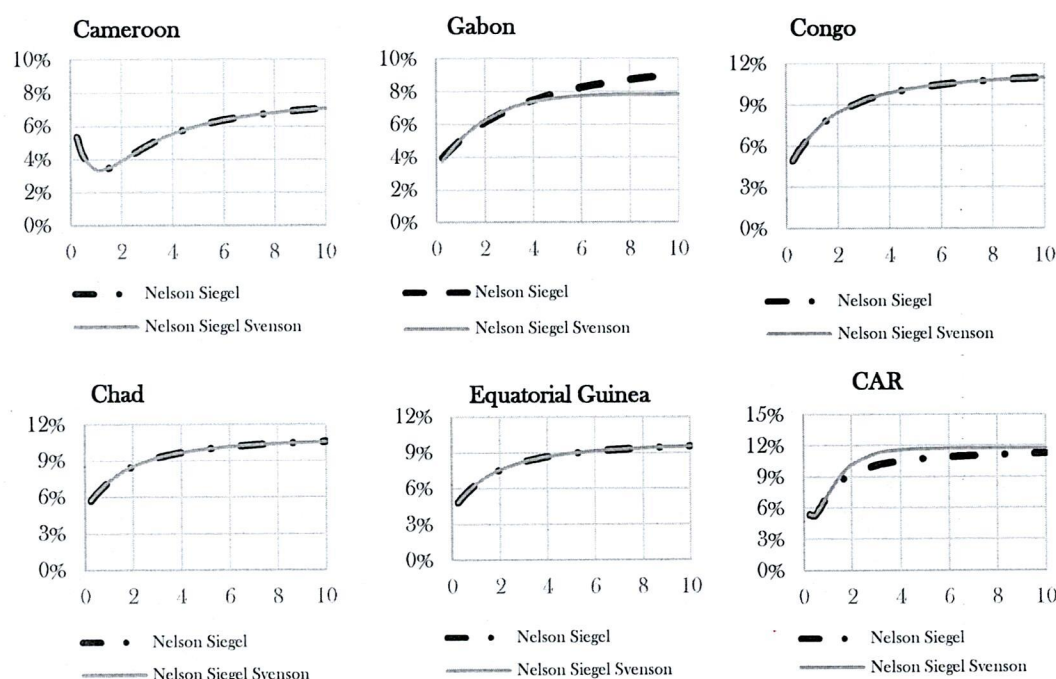 Cameroon
10%
8%
6%
4%
2%
0%
0 2 4 6 8 10
Nelson Siegel
Nelson Siegel Svenson
Gabon
10%
8%
6%
4%
2%
0%
0 2 4 6 8 10
Nelson Siegel
Nelson Siegel Svenson
Congo
12%
9%
6%
3%
0%
0 2 4 6 8 10
Nelson Siegel
Nelson Siegel Svenson
Chad
12%
9%
6%
3%
0%
0 2 4 6 8 10
Nelson Siegel
Nelson Siegel Svenson
Equatorial Guinea
12%
9%
6%
3%
0%
0 2 4 6 8 10
Nelson Siegel
Nelson Siegel Svenson
CAR
15%
12%
9%
6%
3%
0%
0 2 4 6 8 10
Nelson Siegel
Nelson Siegel Svenson